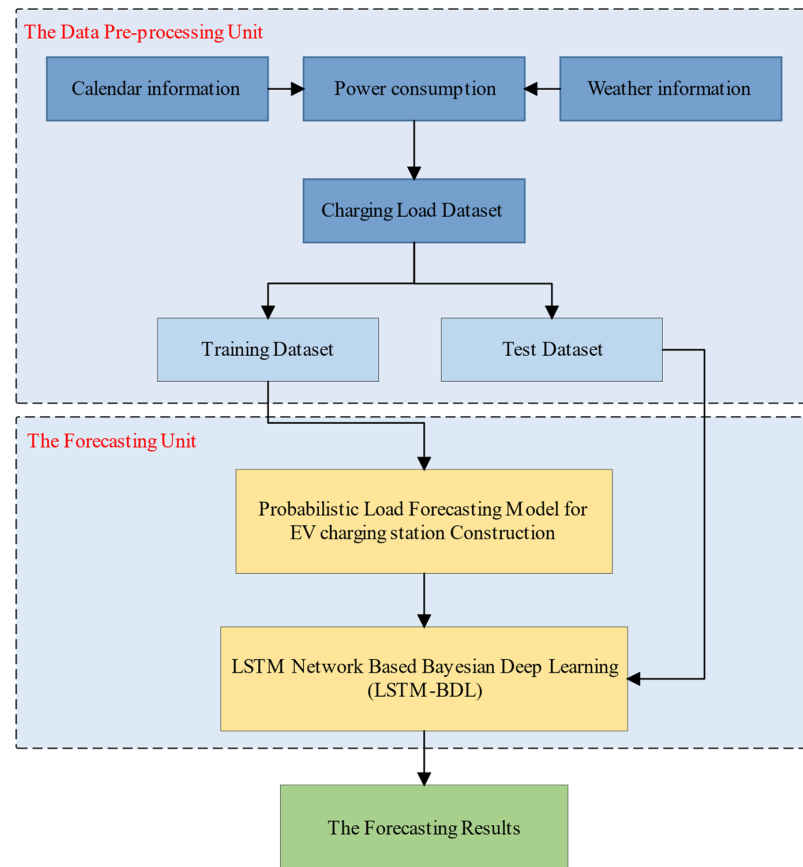 The Data Pre-processing Unit
Calendar information
Power consumption
Weather information
Charging Load Dataset
Training Dataset
Test Dataset
The Forecasting Unit
Probabilistic Load Forecasting Model for
EV charging station Construction
LSTM Network Based Bayesian Deep Learning
(LSTM-BDL)
The Forecasting Results